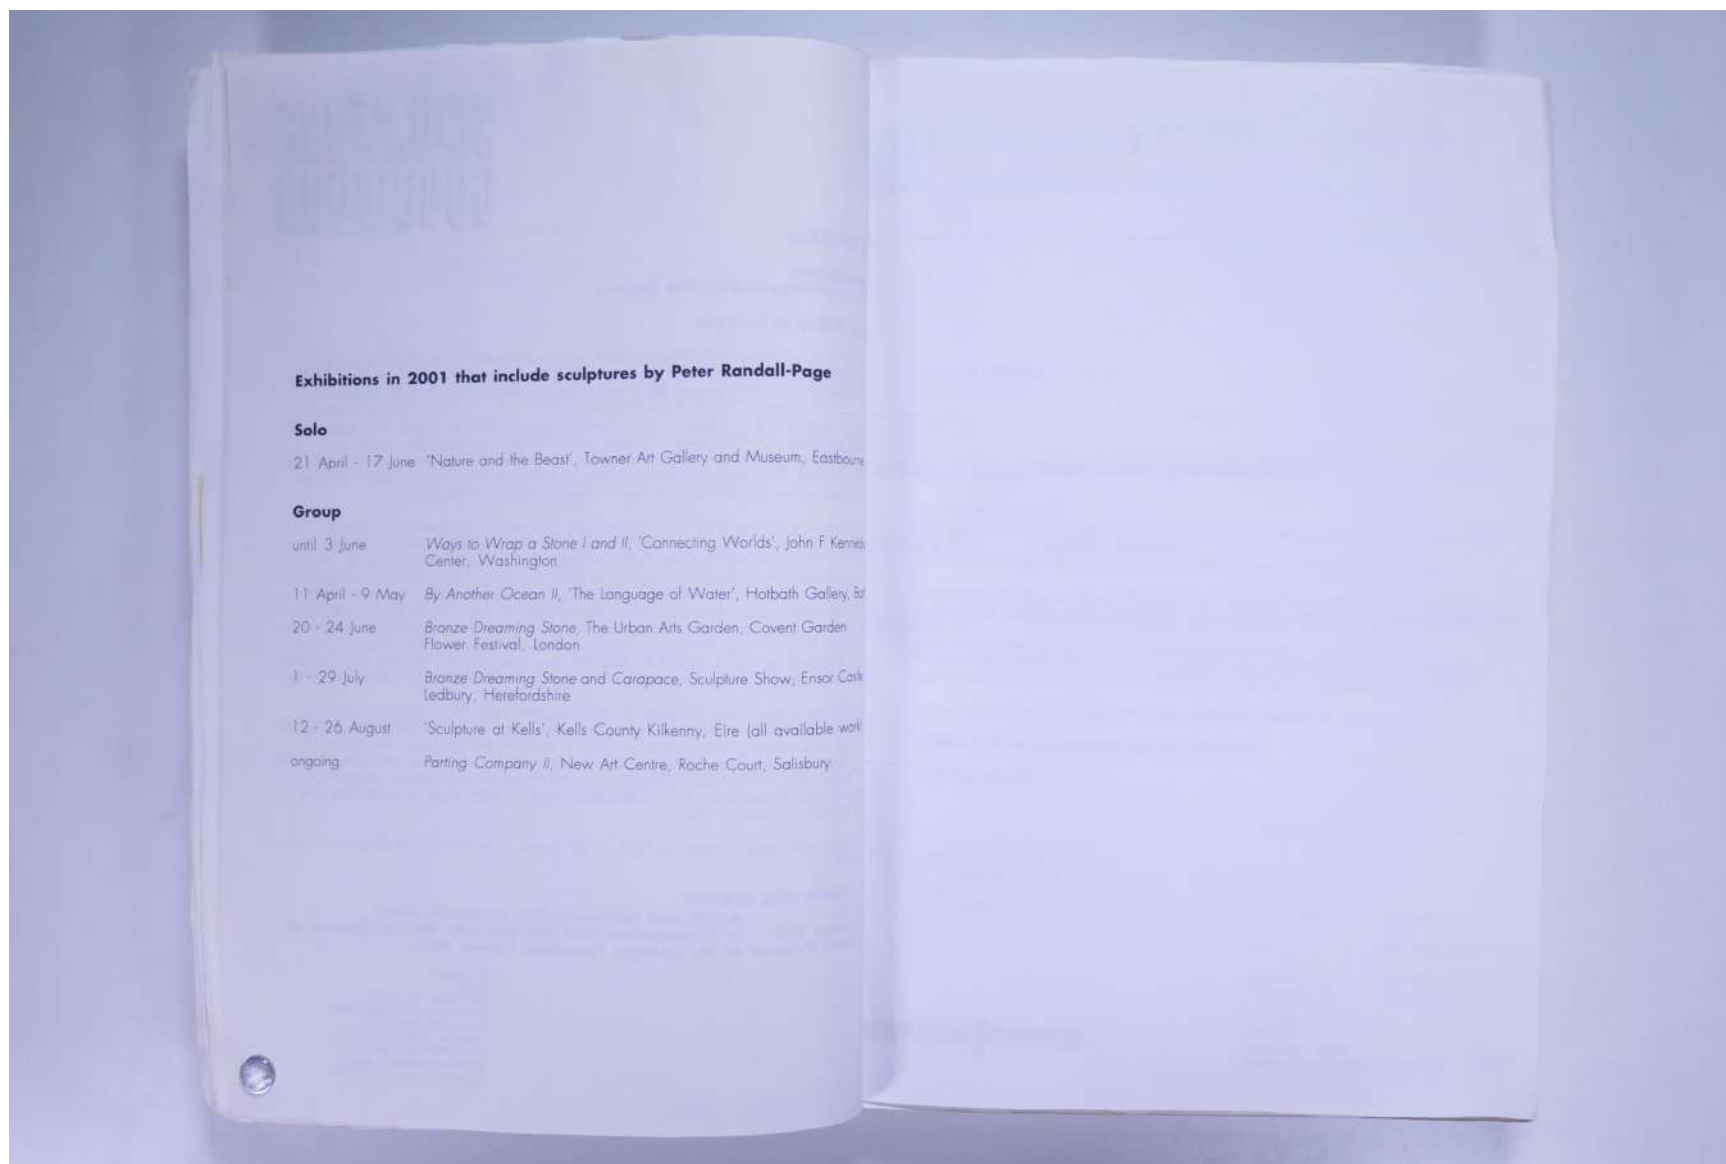 Exhibitions in 2001 that include sculptures by Peter Randall-Page
Solo
21 April - 17 June 'Nature and the Beast', Towner Art Gallery and Museum, Eastbourne
Group
until 3 June Ways to Wrap a Stone I and II, 'Connecting Worlds', John F
Center, Washington
11 April - 9 May By Another Ocean II, 'The Language of Water', Hotbath Gallery,
20 - 24 June Bronze Dreaming Stone, The Urban Arts Garden, Covent Garden
Flower Festival, London
1 - 29 July Bronze Dreaming Stone and Carapace, Sculpture Show, Ensor
Ledbury, Herefordshire
12 - 26 August 'Sculpture at Kells', Kells County Kilkenny, Eire (all available work
ongoing Parting Company II, New Art Centre, Roche Court, Salisbury